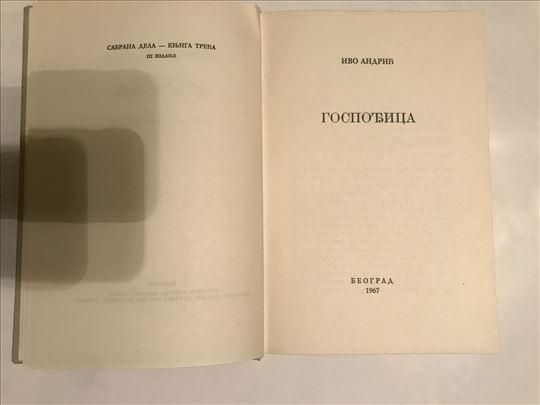 САБРАНА ДЕЛА — КЊИГА ТРЕЋА
III ИЗДАЊЕ
ИВО АНДРИЋ
ГОСПОЂИЦА
БЕОГРАД
1967